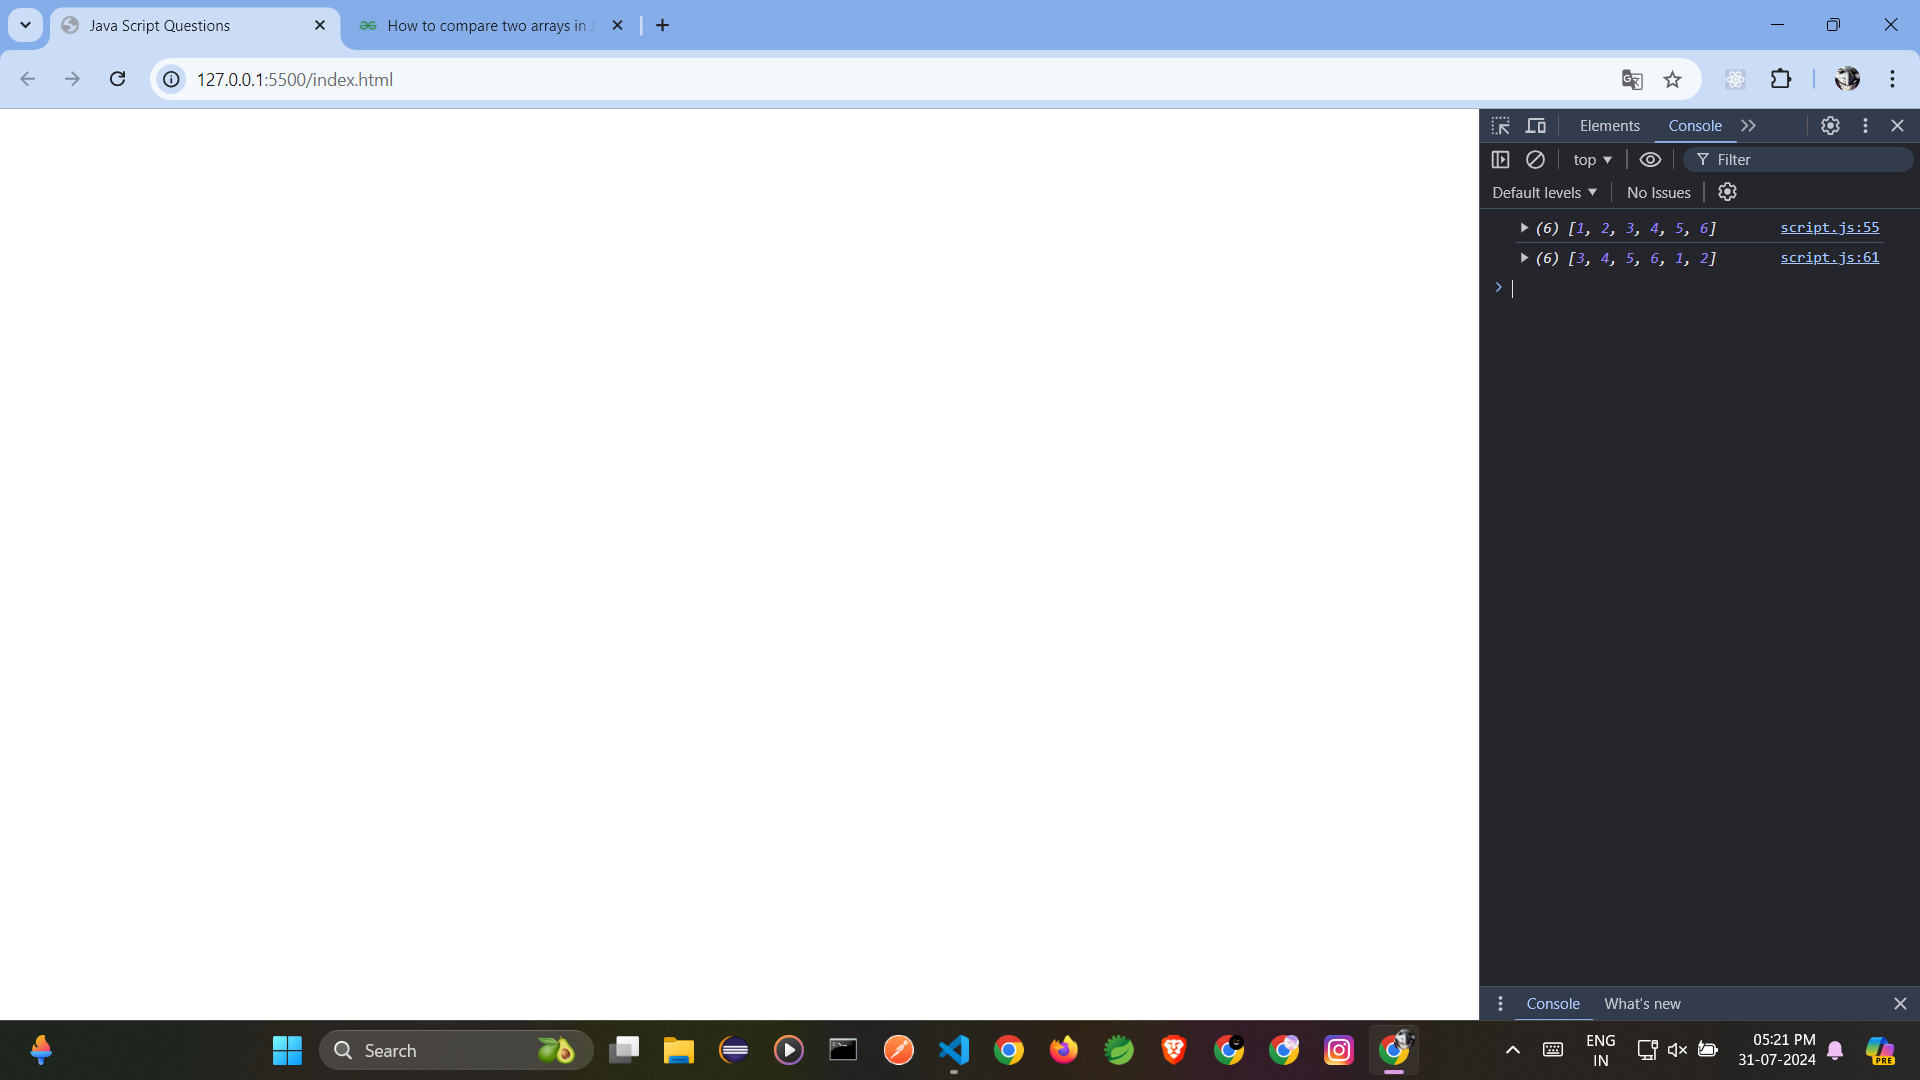 Java Script Questions
How to compare two arrays in J
127.0.0.1:5500/index.html
Elements
Console
top
Filter
Default levels
No Issues
(6) [1, 2, 3, 4, 5, 6]
script.js:55
(6) [3, 4, 5, 6, 1, 2]
script.js:61
Console
What's new
Search
ENG
IN
05:21 PM
31-07-2024
PRE